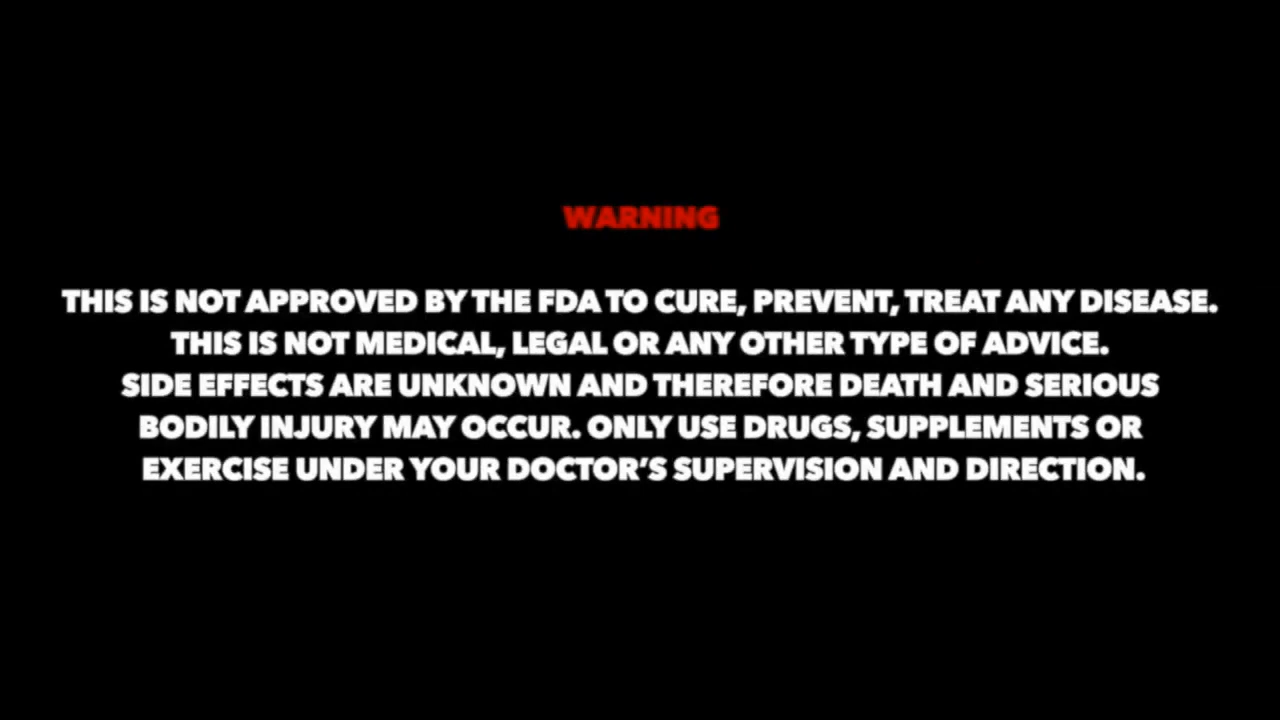 WARNING
THIS IS NOT APPROVED BY THE FDA TO CURE, PREVENT, TREAT ANY DISEASE.
THIS IS NOT MEDICAL, LEGAL OR ANY OTHER TYPE OF ADVICE.
SIDE EFFECTS ARE UNKNOWN AND THEREFORE DEATH AND SERIOUS
BODILY INJURY MAY OCCUR. ONLY USE DRUGS, SUPPLEMENTS OR
EXERCISE UNDER YOUR DOCTOR’S SUPERVISION AND DIRECTION.